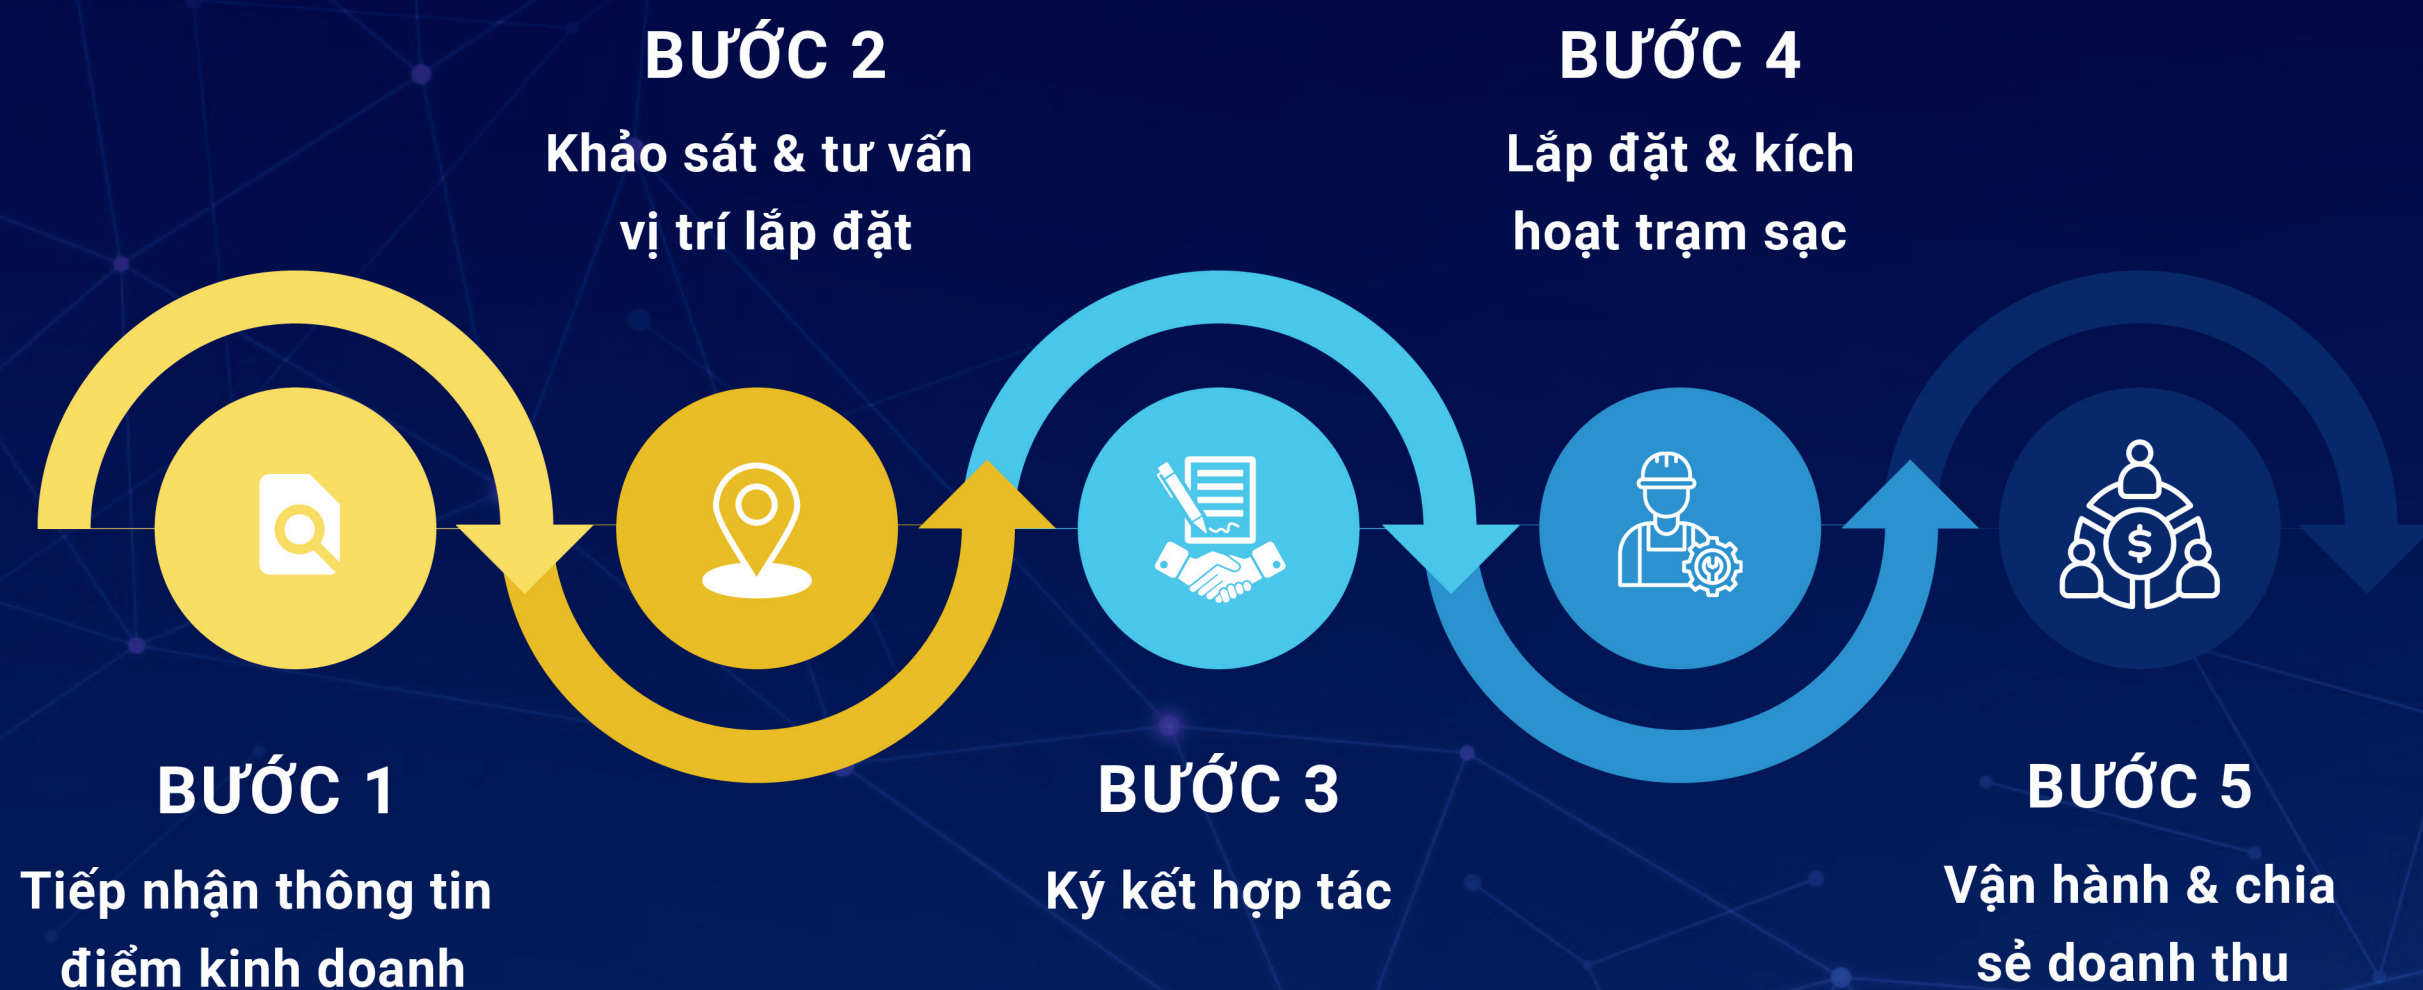 BƯỚC 1
Tiếp nhận thông tin
điểm kinh doanh
BƯỚC 2
Khảo sát & tư vấn
vị trí lắp đặt
BƯỚC 3
Ký kết hợp tác
BƯỚC 4
Lắp đặt & kích
hoạt trạm sạc
BƯỚC 5
Vận hành & chia
sẻ doanh thu
$